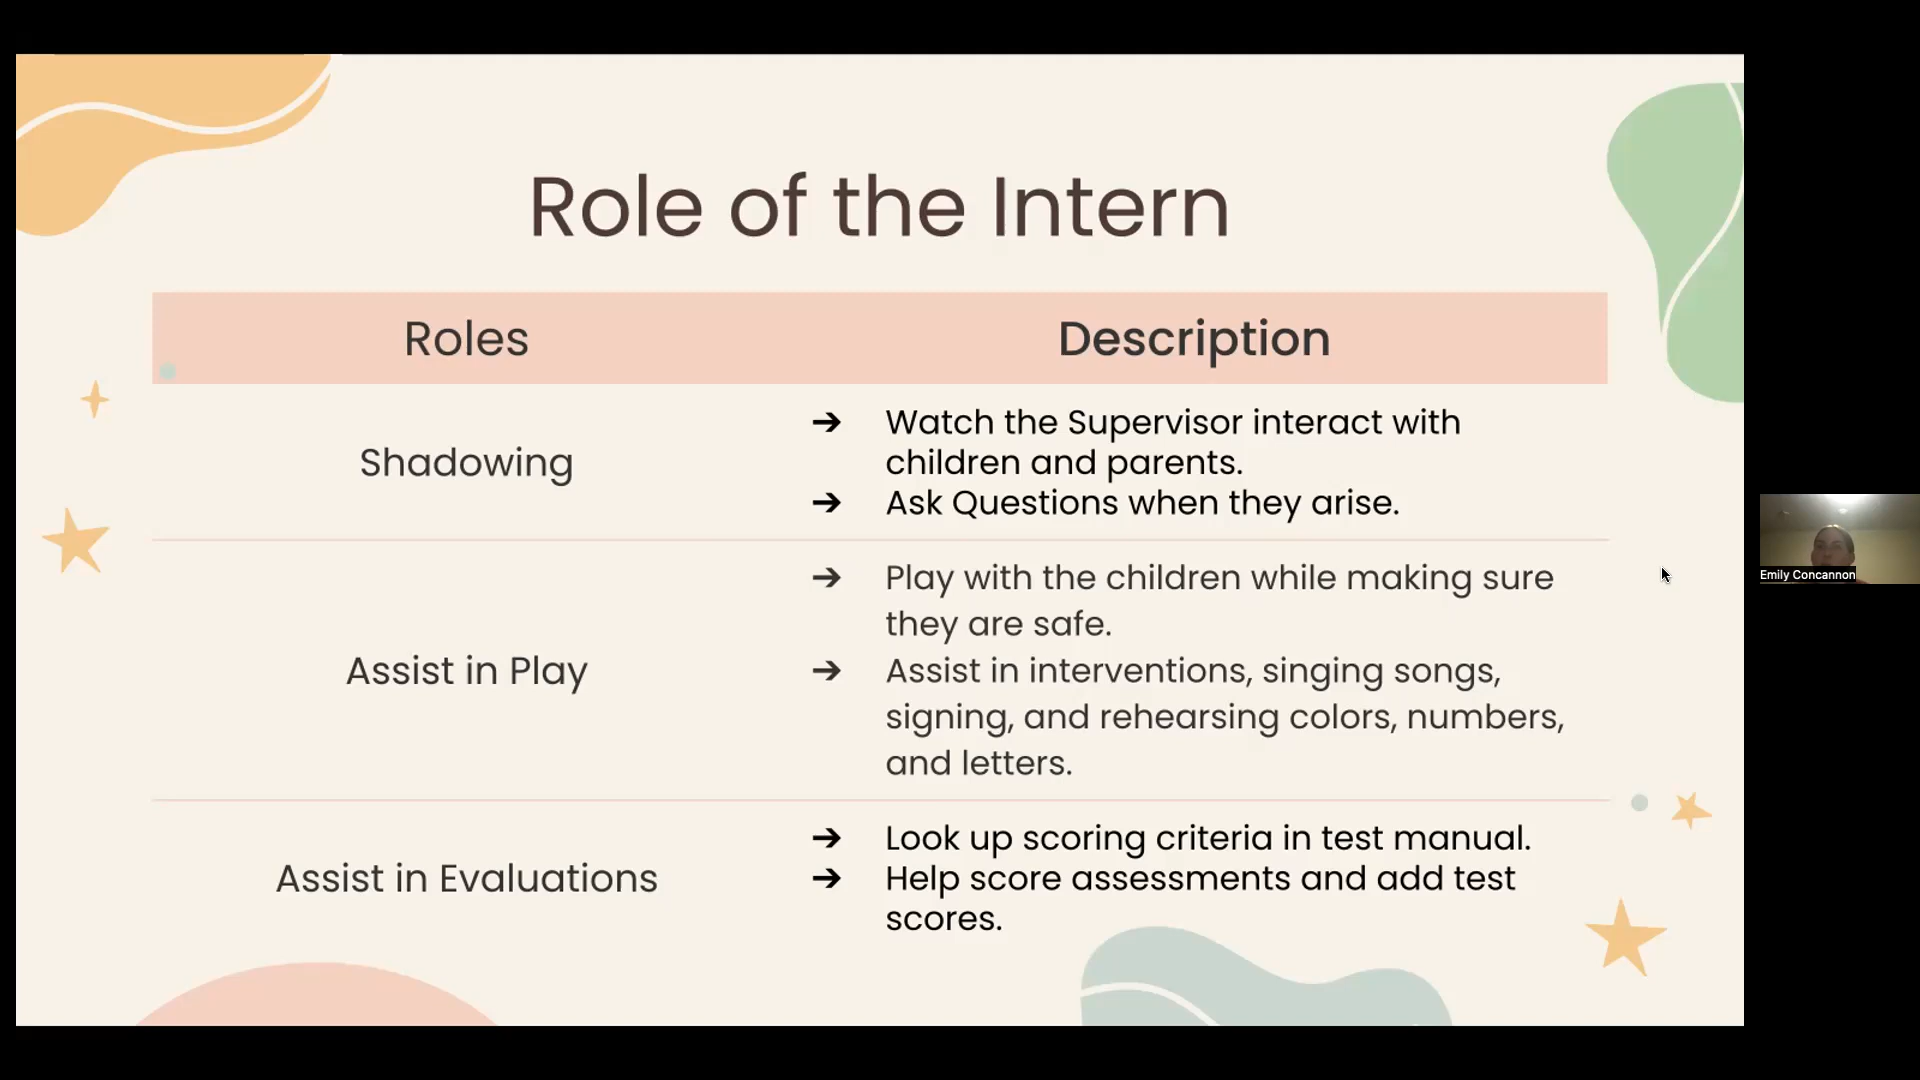 Role of the Intern
Roles
Description
Shadowing
➔ Watch the Supervisor interact with
children and parents.
➔ Ask Questions when they arise.
Assist in Play
➔ Play with the children while making sure
they are safe.
➔ Assist in interventions, singing songs,
signing, and rehearsing colors, numbers,
and letters.
Assist in Evaluations
➔ Look up scoring criteria in test manual.
➔ Help score assessments and add test
scores.
Emily Concannon